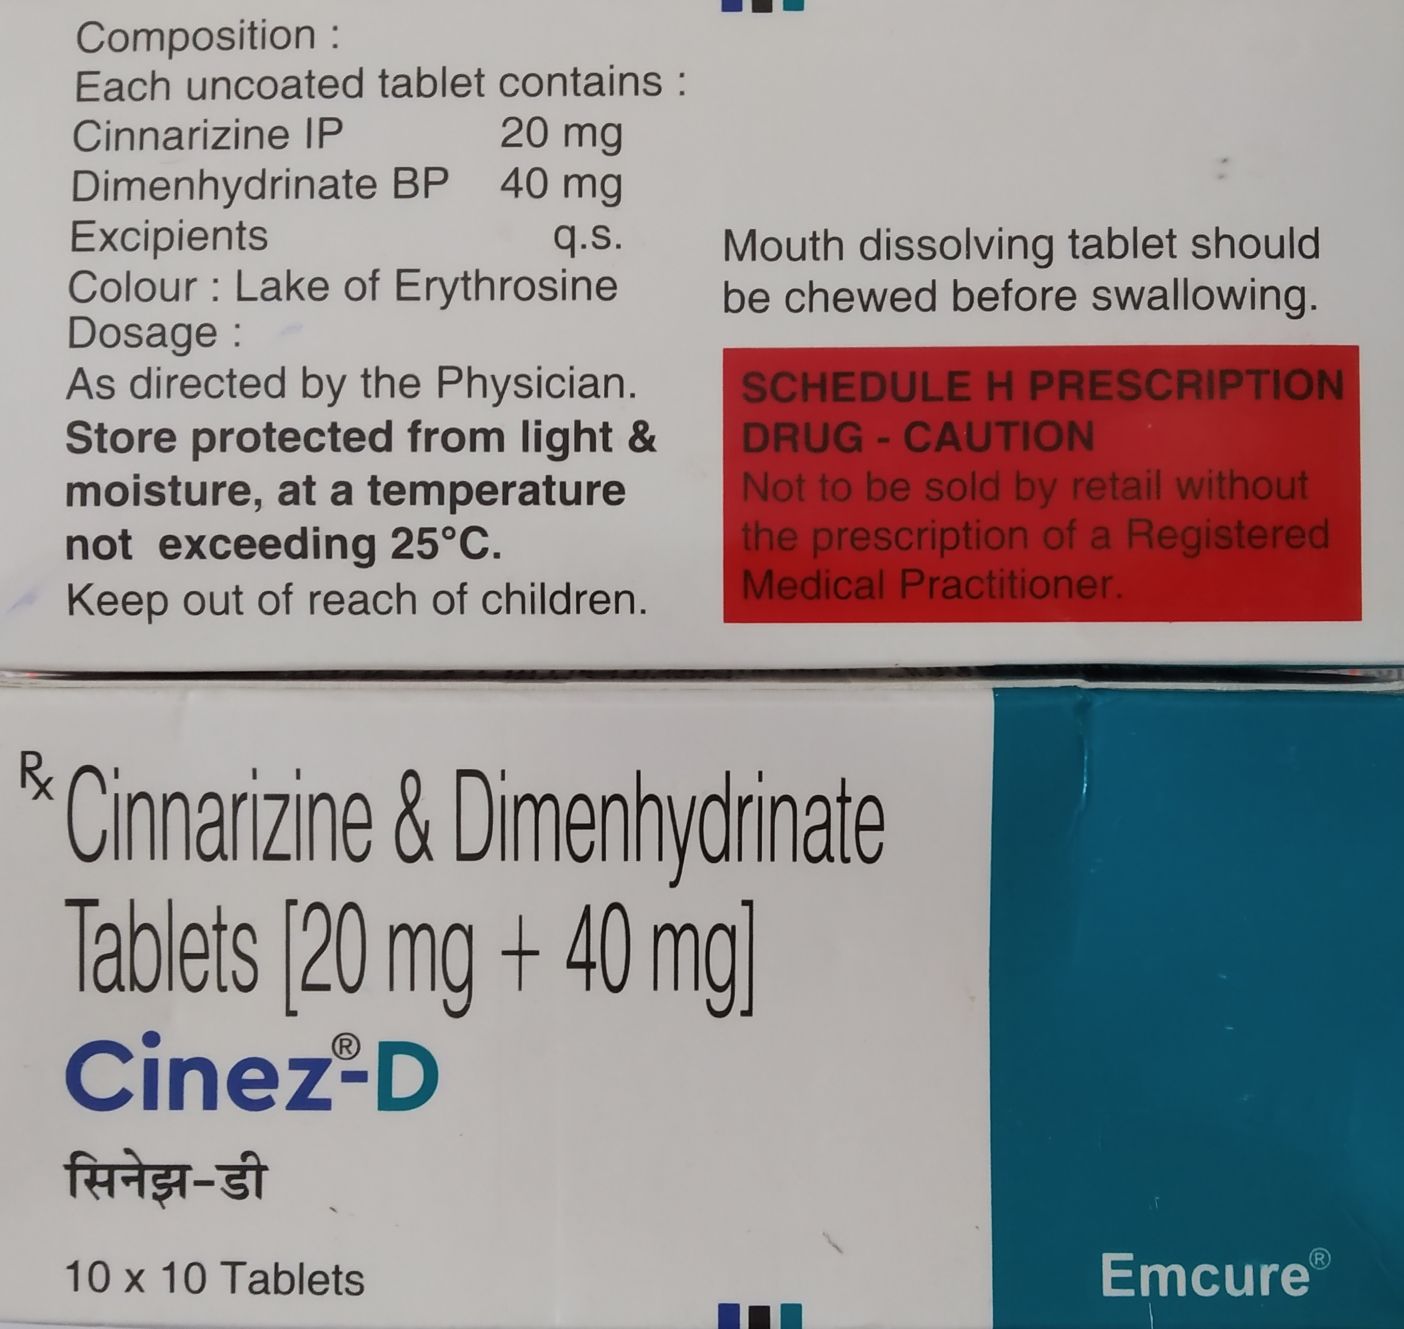 Composition :
Each uncoated tablet contains :
Cinnarizine IP 20 mg
Dimenhydrinate BP 40 mg
Excipients q.s.
Colour : Lake of Erythrosine
Dosage :
As directed by the Physician.
Store protected from light &
moisture, at a temperature
not exceeding 25°C.
Keep out of reach of children.
Mouth dissolving tablet should
be chewed before swallowing.
SCHEDULE H PRESCRIPTION
DRUG - CAUTION
Not to be sold by retail without
the prescription of a Registered
Medical Practitioner.
Rx Cinnarizine & Dimenhydrinate
Tablets [20 mg + 40 mg]
Cinez®-D
सिनेझ-डी
10 x 10 Tablets
Emcure®